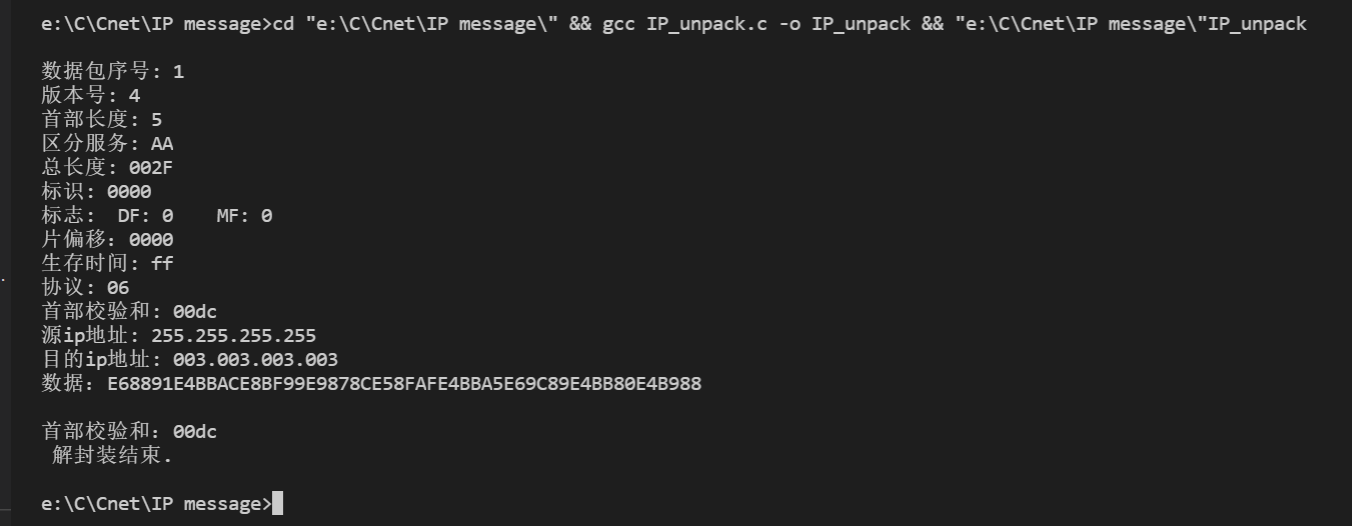 e:\C\Cnet\IP message>cd "e:\C\Cnet\IP message\" && gcc IP_unpack.c -o IP_unpack && "e:\C\Cnet\IP message\"IP_unpack
数据包序号: 1
版本号: 4
首部长度: 5
区分服务: AA
总长度: 002F
标识: 0000
标志:  DF: 0    MF: 0
片偏移: 0000
生存时间: ff
协议: 06
首部校验和: 00dc
源ip地址: 255.255.255.255
目的ip地址: 003.003.003.003
数据: E68891E4BBACE8BF99E9878CE58FAFE4BBA5E69C89E4BB80E4B988
首部校验和: 00dc
解封装结束.
e:\C\Cnet\IP message>